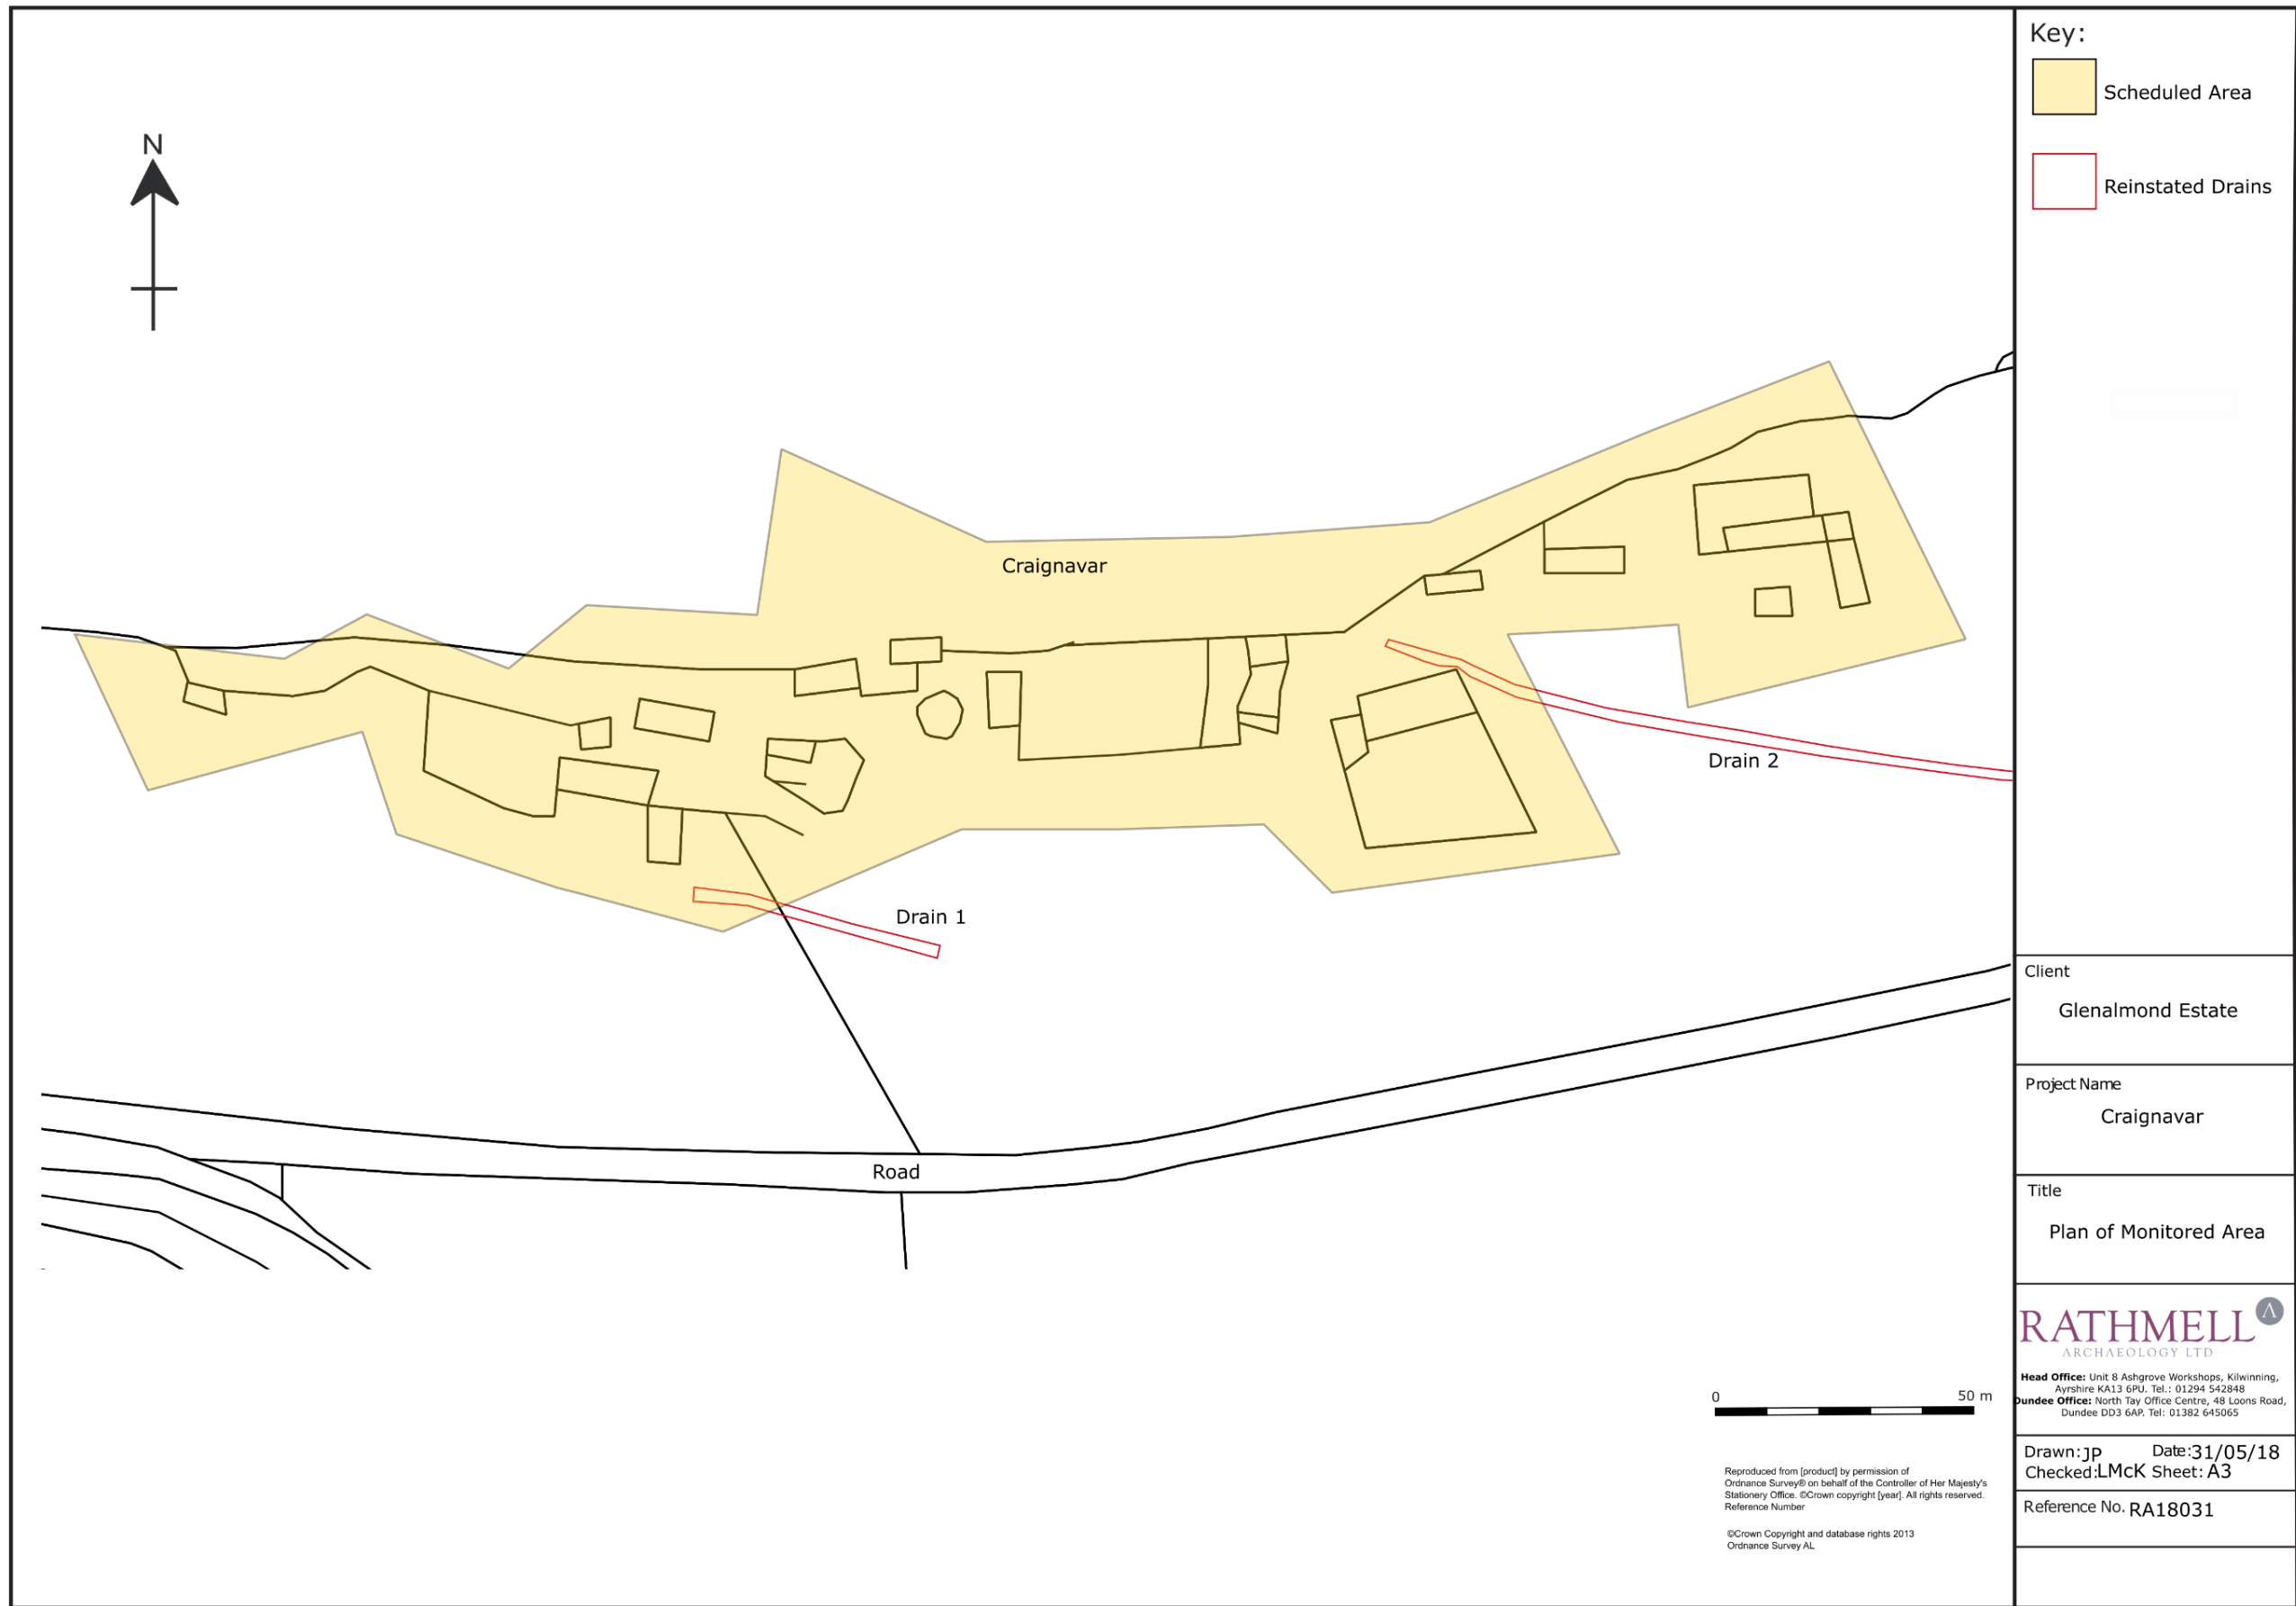 Key:
Scheduled Area
Reinstated Drains
N
Craignavar
Drain 2
Drain 1
Road
0 50 m
Reproduced from [product] by permission of
Ordnance Survey® on behalf of the Controller of Her Majesty's
Stationery Office. ©Crown copyright [year]. All rights reserved.
Reference Number
©Crown Copyright and database rights 2013
Ordnance Survey AL
Client
Glenalmond Estate
Project Name
Craignavar
Title
Plan of Monitored Area
RATHMELL Λ
ΛRCHΛEOLOGY LTD
Head Office: Unit 8 Ashgrove Workshops, Kilwinning,
Ayrshire KA13 6PU. Tel.: 01294 542848
Dundee Office: North Tay Office Centre, 48 Loons Road,
Dundee DD3 6AP. Tel: 01382 645065
Drawn: JP Date: 31/05/18
Checked: LMcK Sheet: A3
Reference No. RA18031